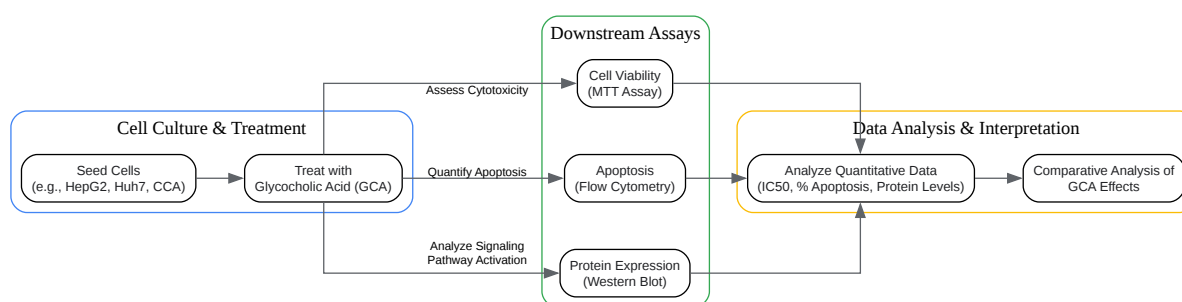 Cell Culture & Treatment
Seed Cells
(e.g., HepG2, Huh7, CCA)
Treat with
Glycocholic Acid (GCA)
Assess Cytotoxicity
Quantify Apoptosis
Analyze Signaling
Pathway Activation
Downstream Assays
Cell Viability
(MTT Assay)
Apoptosis
(Flow Cytometry)
Protein Expression
(Western Blot)
Data Analysis & Interpretation
Analyze Quantitative Data
(IC50, % Apoptosis, Protein Levels)
Comparative Analysis of
GCA Effects